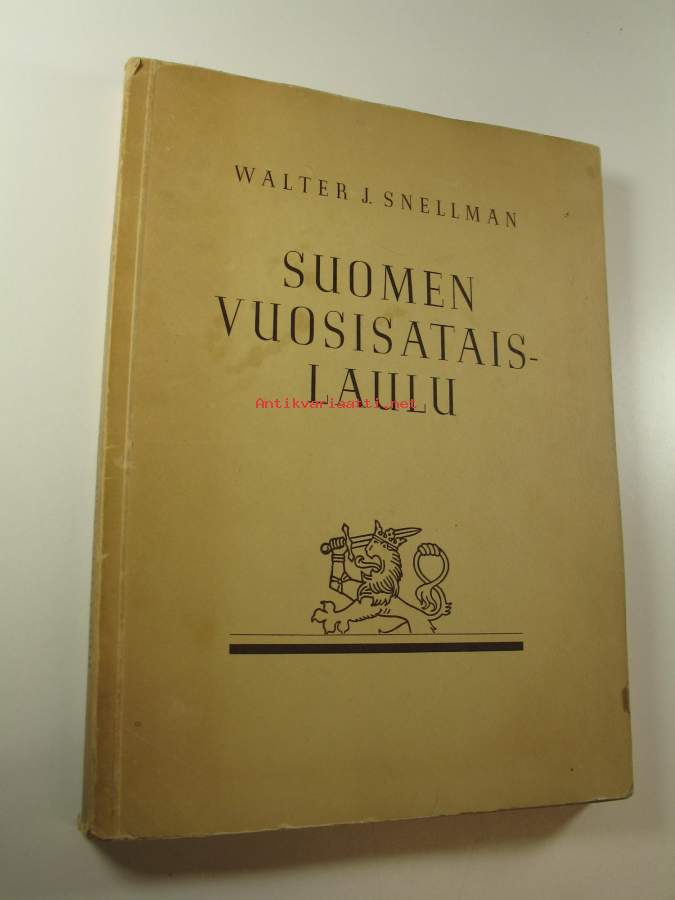 WALTER J. SNELLMAN
SUOMEN
VUOSISATAIS-
LAULU
Antikvariaatti.net